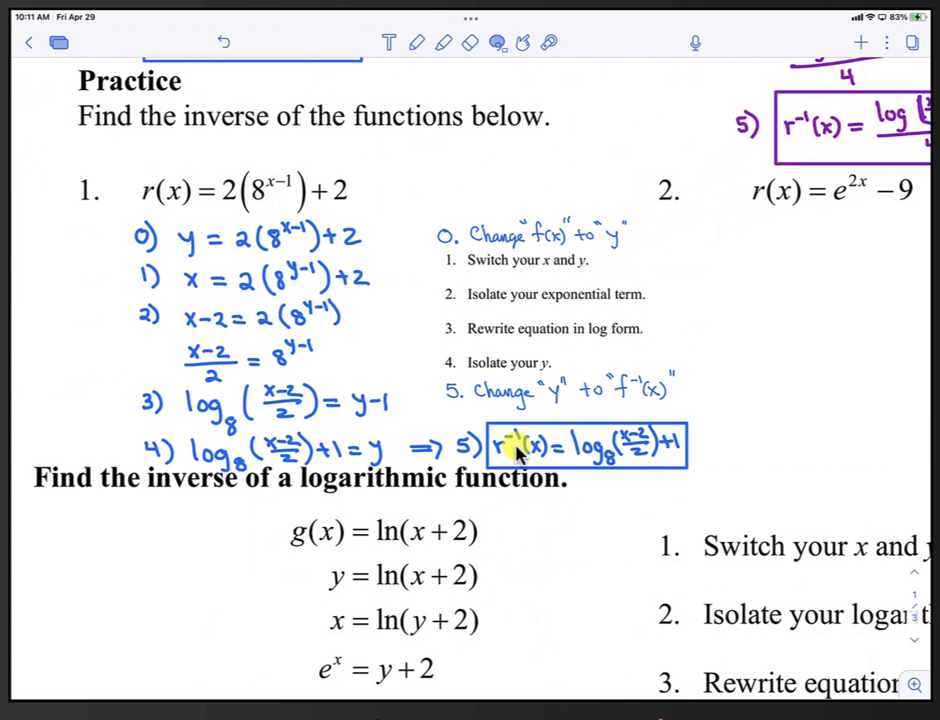 10:11 AM Fri Apr 29
83%
4
Practice
Find the inverse of the functions below.
5) r⁻¹(x) = log
1. r(x) = 2(8^(x−1)) + 2
2. r(x) = e^(2x) − 9
0) y = 2(8^(x−1)) + 2
0. Change "f(x)" to "y"
1) x = 2(8^(y−1)) + 2
1. Switch your x and y.
2) x−2 = 2(8^(y−1))
2. Isolate your exponential term.
(x−2)/2 = 8^(y−1)
3. Rewrite equation in log form.
4. Isolate your y.
3) log₈((x−2)/2) = y−1
5. Change "y" to "f⁻¹(x)"
4) log₈((x−2)/2)+1 = y ⇒ 5) r⁻¹(x) = log₈((x−2)/2)+1
Find the inverse of a logarithmic function.
g(x) = ln(x + 2)
1. Switch your x and
y = ln(x + 2)
x = ln(y + 2)
2. Isolate your
e^x = y + 2
3. Rewrite
1
3